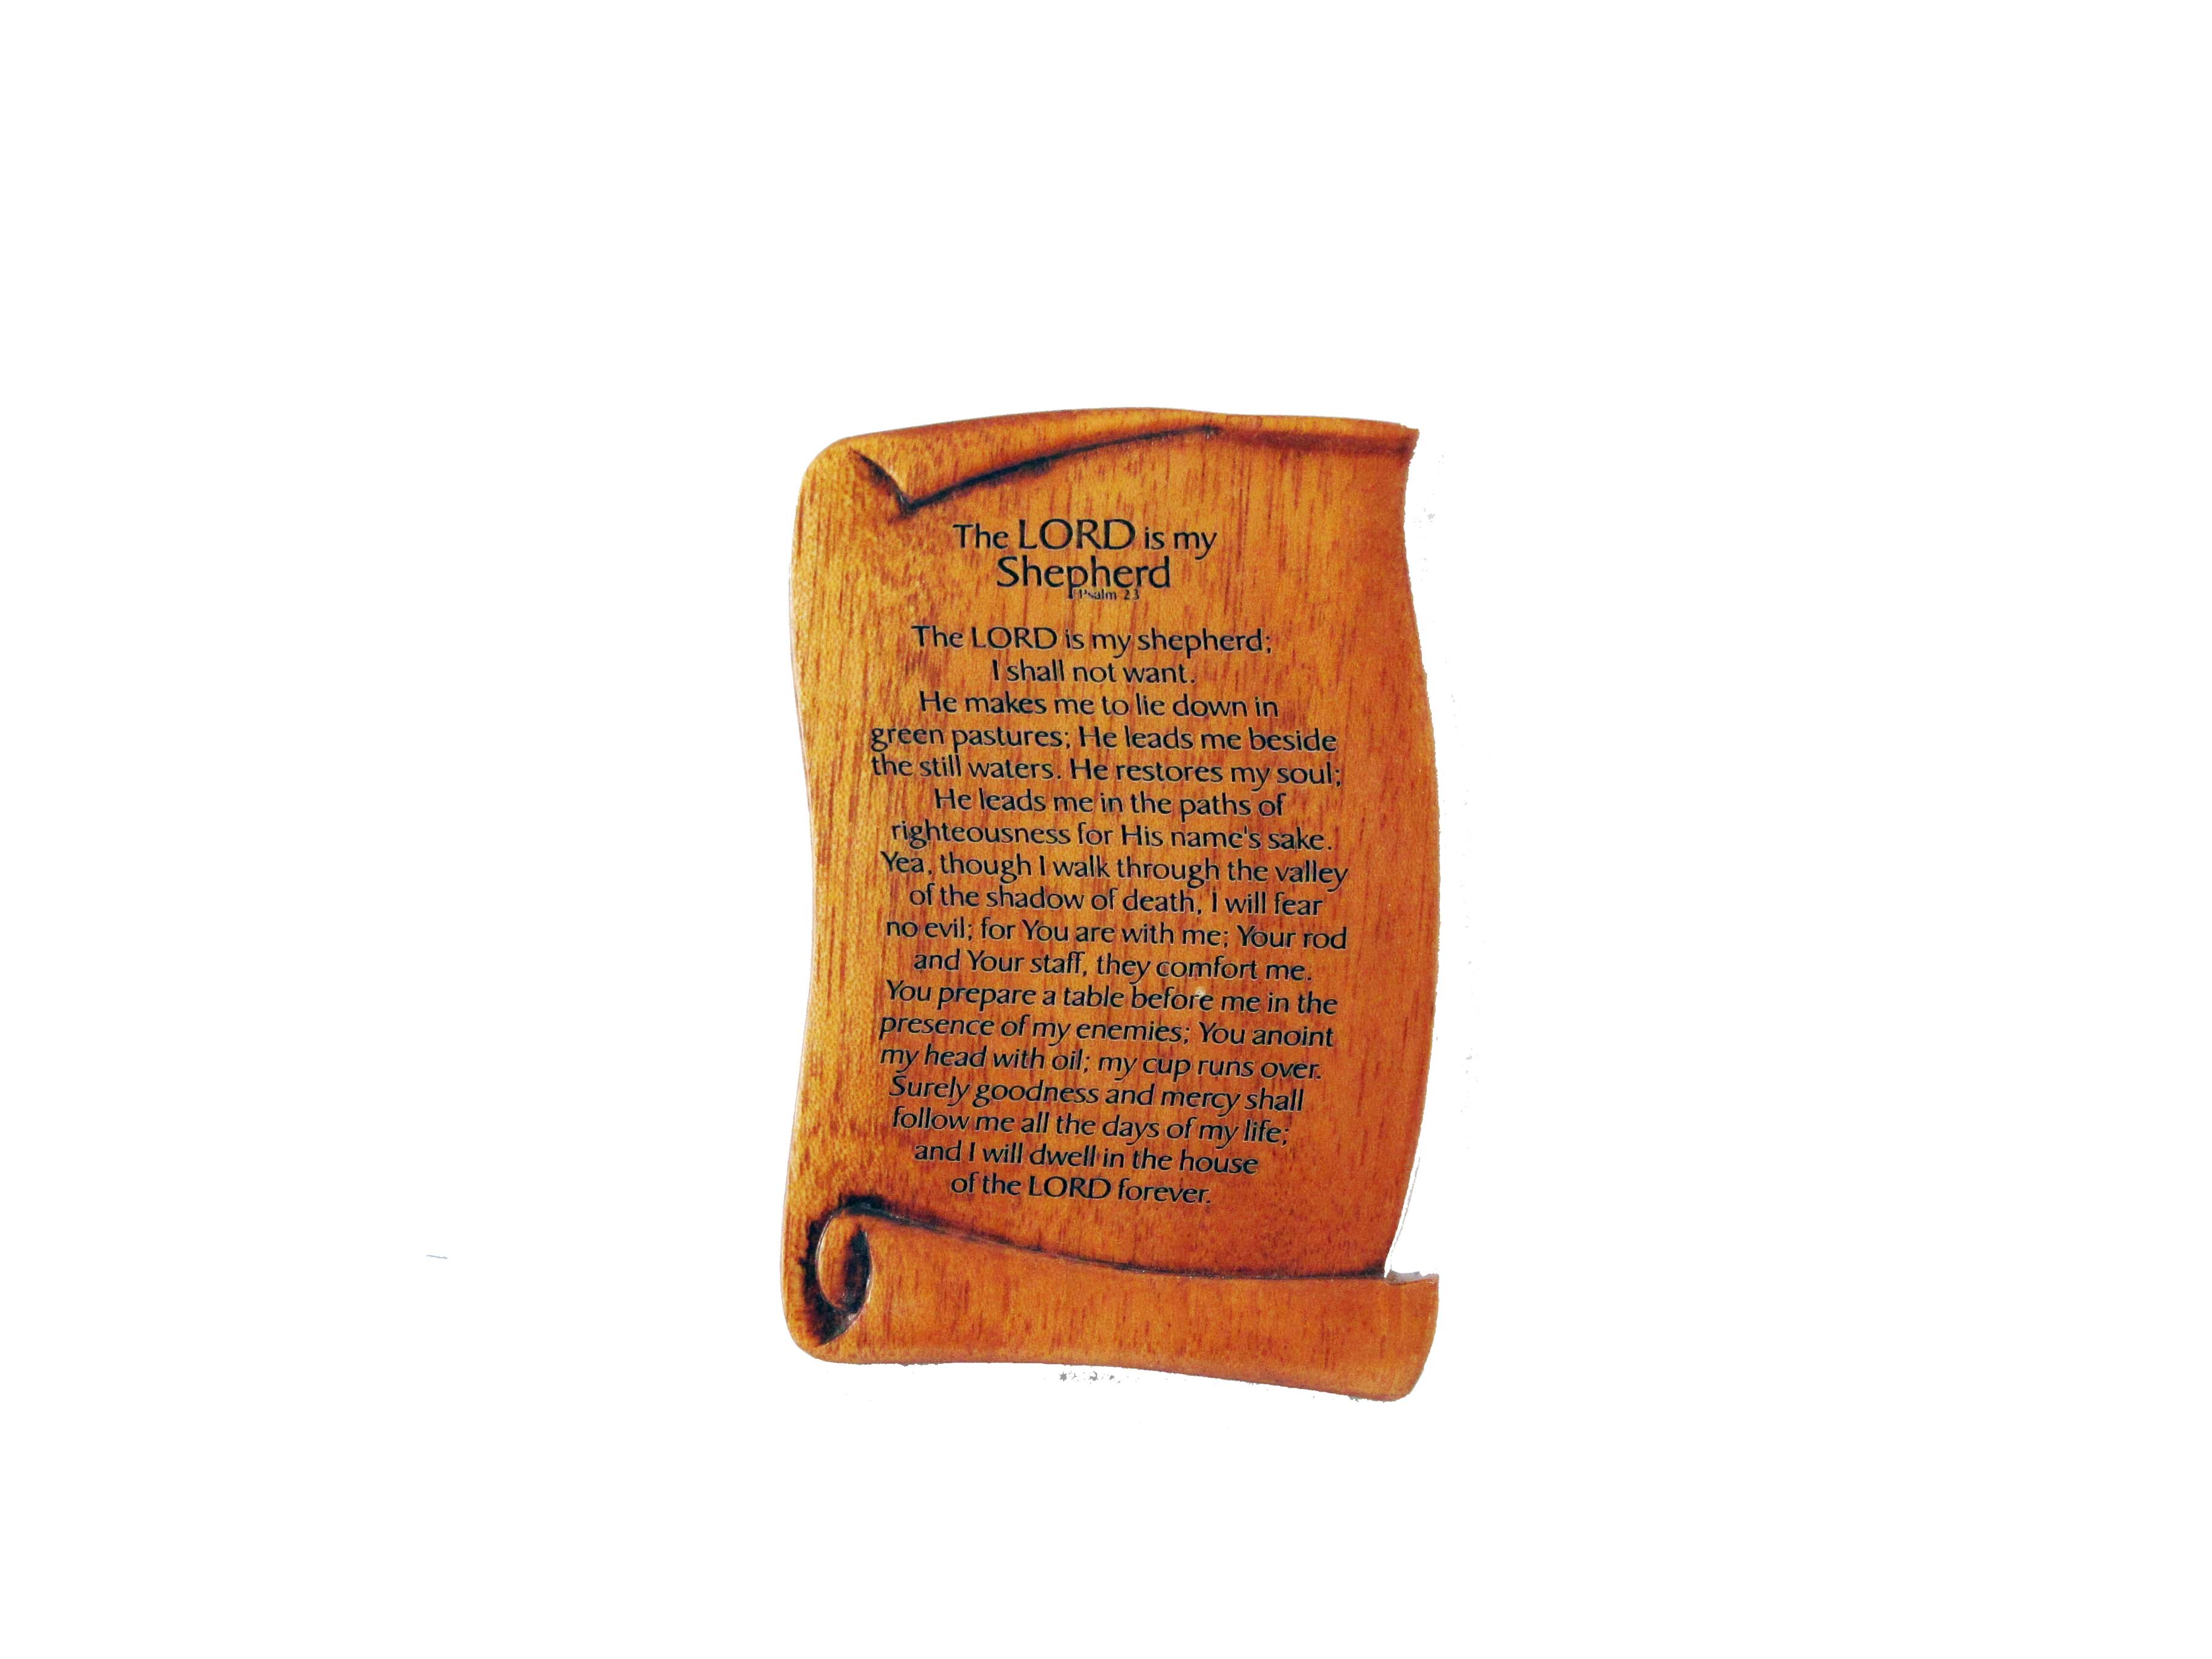 The LORD is my
Shepherd
Psalm 23
The LORD is my shepherd;
I shall not want.
He makes me to lie down in
green pastures; He leads me beside
the still waters. He restores my soul;
He leads me in the paths of
righteousness for His name's sake.
Yea, though I walk through the valley
of the shadow of death, I will fear
no evil; for You are with me; Your rod
and Your staff, they comfort me.
You prepare a table before me in the
presence of my enemies; You anoint
my head with oil; my cup runs over.
Surely goodness and mercy shall
follow me all the days of my life;
and I will dwell in the house
of the LORD forever.